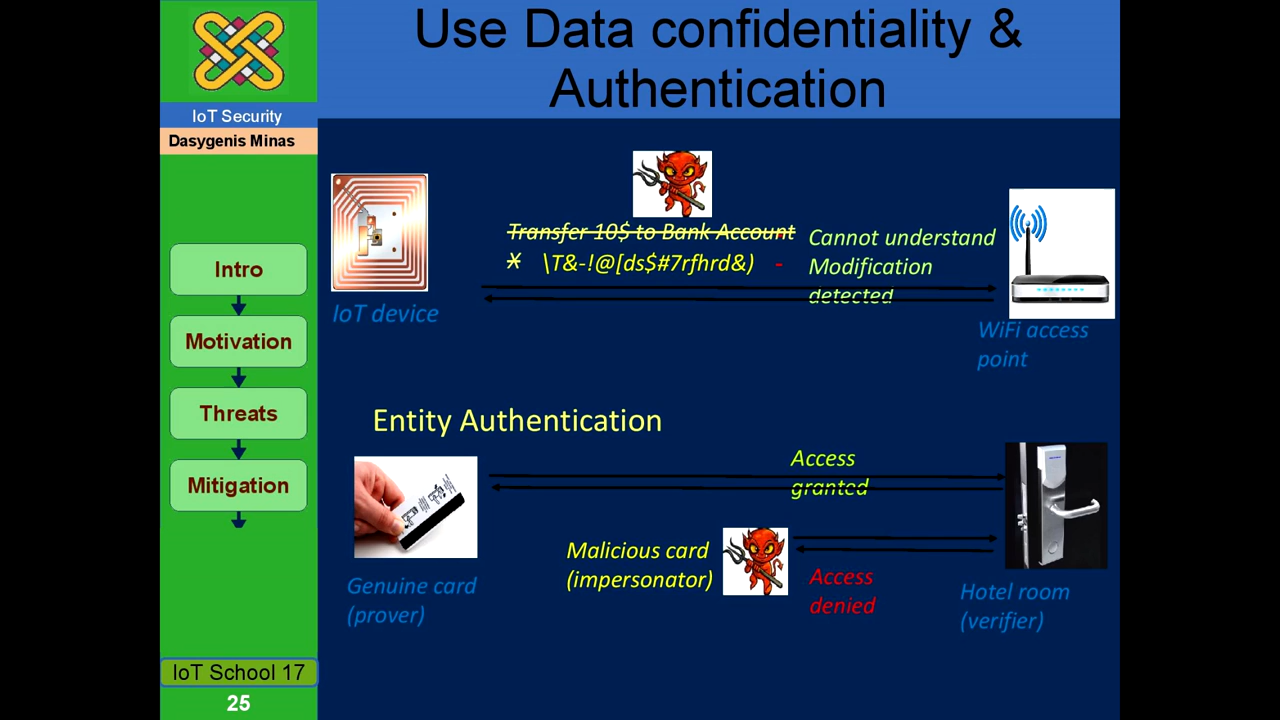 Use Data confidentiality &
Authentication
IoT Security
Dasygenis Minas
Intro
Motivation
Threats
Mitigation
IoT School 17
25
Transfer 10$ to Bank Account
X \T&-!@[ds$#7rfhrd&) -
Cannot understand
Modification
detected
IoT device
WiFi access
point
Entity Authentication
Access
granted
Malicious card
(impersonator)
Access
denied
Genuine card
(prover)
Hotel room
(verifier)